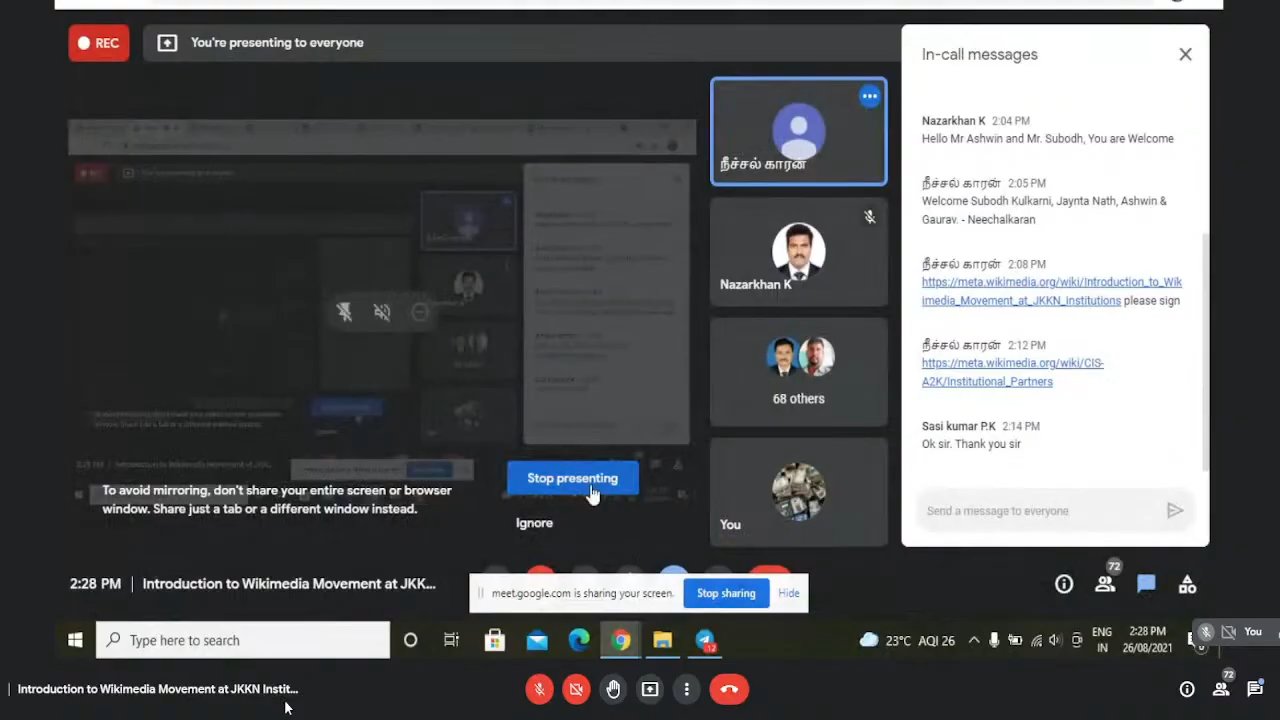 REC
You're presenting to everyone
In-call messages
Nazarkhan K 2:04 PM
Hello Mr Ashwin and Mr. Subodh, You are Welcome
நீச்சல் காரன் 2:05 PM
Welcome Subodh Kulkarni, Jaynta Nath, Ashwin &
Gaurav. - Neechalkaran
நீச்சல் காரன் 2:08 PM
https://meta.wikimedia.org/wiki/Introduction_to_Wik
imedia_Movement_at_JKKN_Institutions please sign
நீச்சல் காரன் 2:12 PM
https://meta.wikimedia.org/wiki/CIS-
A2K/Institutional_Partners
Sasi kumar P.K 2:14 PM
Ok sir. Thank you sir
Send a message to everyone
நீச்சல் காரன்
Nazarkhan K
68 others
You
To avoid mirroring, don't share your entire screen or browser
window. Share just a tab or a different window instead.
Stop presenting
Ignore
2:28 PM | Introduction to Wikimedia Movement at JKK...
72
meet.google.com is sharing your screen.
Stop sharing
Hide
Type here to search
12
23°C AQI 26
ENG
IN
2:28 PM
26/08/2021
You
Introduction to Wikimedia Movement at JKKN Instit...
72